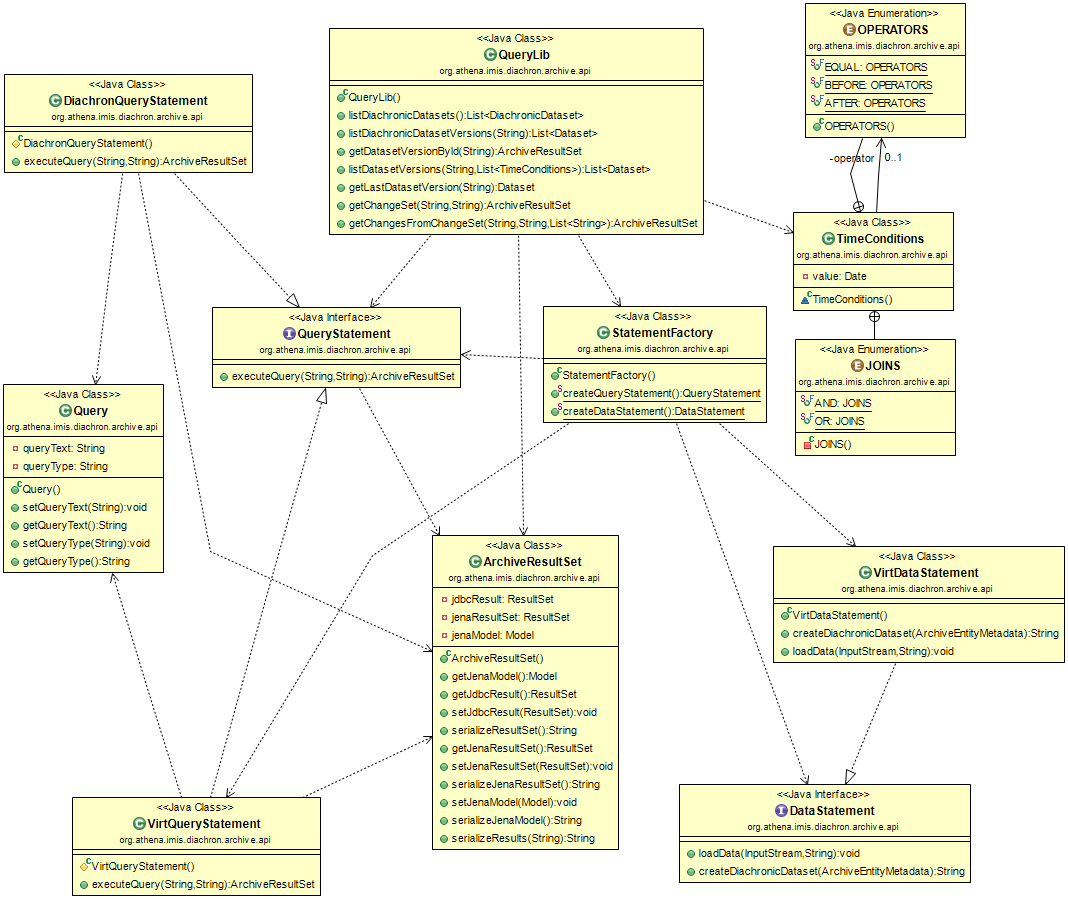 <<Java Class>>
DiachronQueryStatement
org.athena.imis.diachron.archive.api
DiachronQueryStatement()
executeQuery(String,String):ArchiveResultSet
<<Java Class>>
QueryLib
org.athena.imis.diachron.archive.api
QueryLib()
listDiachronicDatasets():List<DiachronicDataset>
listDiachronicDatasetVersions(String):List<Dataset>
getDatasetVersionById(String):ArchiveResultSet
listDatasetVersions(String,List<TimeConditions>):List<Dataset>
getLastDatasetVersion(String):Dataset
getChangeSet(String,String):ArchiveResultSet
getChangesFromChangeSet(String,String,List<String>):ArchiveResultSet
<<Java Enumeration>>
OPERATORS
org.athena.imis.diachron.archive.api
EQUAL: OPERATORS
BEFORE: OPERATORS
AFTER: OPERATORS
OPERATORS()
-operator 0..1
<<Java Class>>
TimeConditions
org.athena.imis.diachron.archive.api
value: Date
TimeConditions()
<<Java Enumeration>>
JOINS
org.athena.imis.diachron.archive.api
AND: JOINS
OR: JOINS
JOINS()
<<Java Interface>>
QueryStatement
org.athena.imis.diachron.archive.api
executeQuery(String,String):ArchiveResultSet
<<Java Class>>
StatementFactory
org.athena.imis.diachron.archive.api
StatementFactory()
createQueryStatement():QueryStatement
createDataStatement():DataStatement
<<Java Class>>
Query
org.athena.imis.diachron.archive.api
queryText: String
queryType: String
Query()
setQueryText(String):void
getQueryText():String
setQueryType(String):void
getQueryType():String
<<Java Class>>
ArchiveResultSet
org.athena.imis.diachron.archive.api
jdbcResult: ResultSet
jenaResultSet: ResultSet
jenaModel: Model
ArchiveResultSet()
getJenaModel():Model
getJdbcResult():ResultSet
setJdbcResult(ResultSet):void
serializeResultSet():String
getJenaResultSet():ResultSet
setJenaResultSet(ResultSet):void
serializeJenaResultSet():String
setJenaModel(Model):void
serializeJenaModel():String
serializeResults(String):String
<<Java Class>>
VirtDataStatement
org.athena.imis.diachron.archive.api
VirtDataStatement()
createDiachronicDataset(ArchiveEntityMetadata):String
loadData(InputStream,String):void
<<Java Class>>
VirtQueryStatement
org.athena.imis.diachron.archive.api
VirtQueryStatement()
executeQuery(String,String):ArchiveResultSet
<<Java Interface>>
DataStatement
org.athena.imis.diachron.archive.api
loadData(InputStream,String):void
createDiachronicDataset(ArchiveEntityMetadata):String